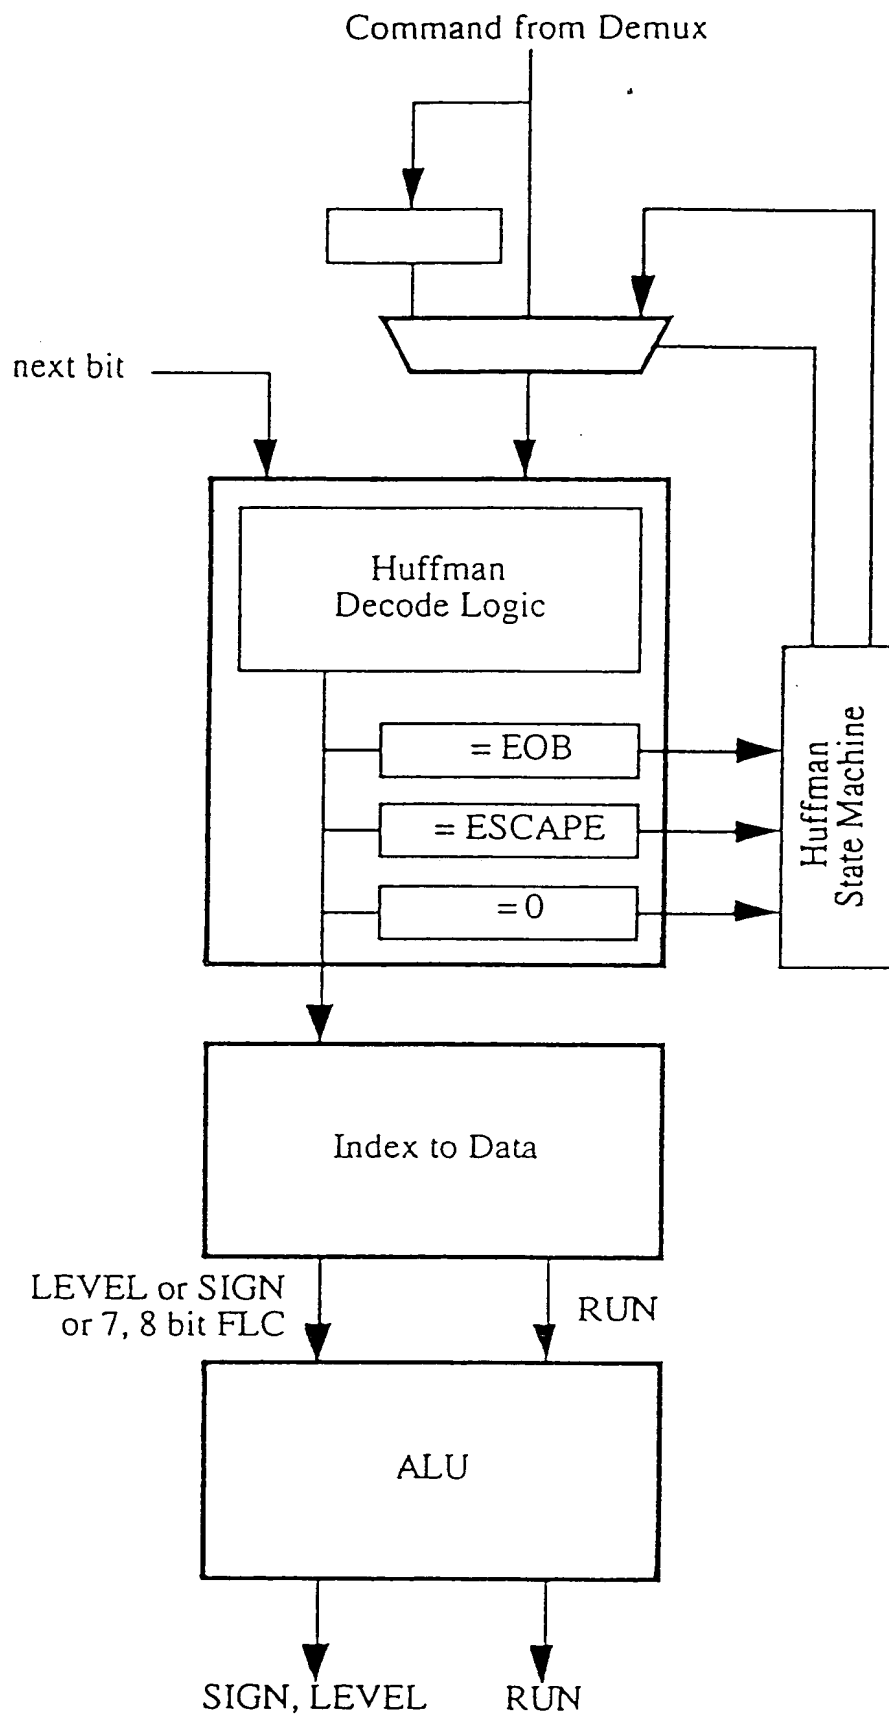 Command from Demux
next bit
Huffman
Decode Logic
= EOB
= ESCAPE
= 0
Huffman
State Machine
Index to Data
LEVEL or SIGN
or 7, 8 bit FLC
RUN
ALU
SIGN, LEVEL
RUN